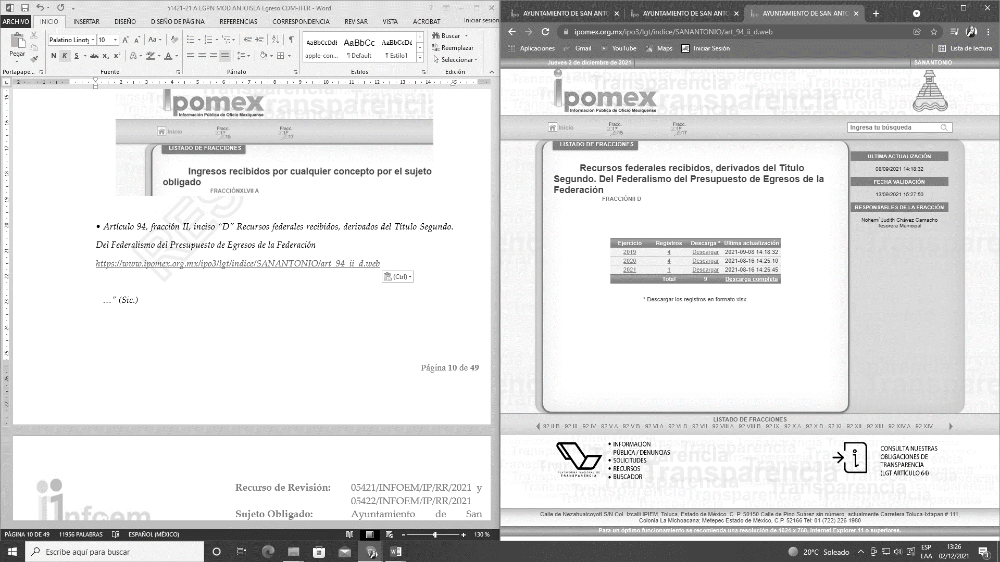 51421-21 A LGPN MOD ANTOISLA Egreso CDM-JFLR - Word
ARCHIVO INICIO INSERTAR DISEÑO DISEÑO DE PÁGINA REFERENCIAS CORRESPONDENCIA REVISAR VISTA ACROBAT Iniciar sesión
Pegar
Palatino Linoty 10
AaBbCcDdE AaBbCc AaBbCcDd
apple-con... ¶ Default ¶ Estilo1
Buscar
Reemplazar
Seleccionar
Portapape... Fuente Párrafo Estilos Edición
ipomex
Información Pública de Oficio Mexiquense
Inicio
Fracc.
Fracc.
LISTADO DE FRACCIONES
Ingresos recibidos por cualquier concepto por el sujeto
obligado
FRACCIÓNXLVII A
• Artículo 94, fracción II, inciso “D” Recursos federales recibidos, derivados del Título Segundo.
Del Federalismo del Presupuesto de Egresos de la Federación
https://www.ipomex.org.mx/ipo3/lgt/indice/SANANTONIO/art_94_ii_d.web
(Ctrl)
…” (Sic.)
Página 10 de 49
infoem
Recurso de Revisión: 05421/INFOEM/IP/RR/2021 y
05422/INFOEM/IP/RR/2021
Sujeto Obligado: Ayuntamiento de San
PÁGINA 10 DE 49 11956 PALABRAS ESPAÑOL (MÉXICO) 130 %
AYUNTAMIENTO DE SAN ANTO AYUNTAMIENTO DE SAN ANTO AYUNTAMIENTO DE SAN ANTO
ipomex.org.mx/ipo3/lgt/indice/SANANTONIO/art_94_ii_d.web
Aplicaciones Gmail YouTube Maps Iniciar Sesión Lista de lectura
Jueves 2 de diciembre de 2021 SANANTONIO
Transparencia
ipomex
Información Pública de Oficio Mexiquense
Inicio
Fracc.
Fracc.
Ingresa tu búsqueda
LISTADO DE FRACCIONES
Recursos federales recibidos, derivados del Título
Segundo. Del Federalismo del Presupuesto de Egresos de la
Federación
FRACCIÓNII D
ULTIMA ACTUALIZACIÓN
08/09/2021 14:18:32
FECHA VALIDACIÓN
13/09/2021 15:27:50
RESPONSABLES DE LA FRACCIÓN
Nohemí Judith Chávez Camacho
Tesorera Municipal
Ejercicio Registros Descarga * Ultima actualización
2019 4 Descargar 2021-09-08 14:18:32
2020 4 Descargar 2021-08-16 14:25:10
2021 1 Descargar 2021-08-16 14:25:45
Total 9 Descarga completa
* Descargar los registros en formato xlsx.
LISTADO DE FRACCIONES
92 II B - 92 III - 92 IV - 92 V A - 92 V B - 92 VI A - 92 VI B - 92 VII - 92 VIII A - 92 VIII B - 92 IX - 92 X A - 92 X B - 92 XI - 92 XII - 92 XIII - 92 XIV A - 92 XIV
PLATAFORMA NACIONAL DE
TRANSPARENCIA
• INFORMACIÓN
PÚBLICA / DENUNCIAS
• SOLICITUDES
• RECURSOS
• BUSCADOR
CONSULTA NUESTRAS
OBLIGACIONES DE
TRANSPARENCIA
(LGT ARTÍCULO 64)
Calle de Nezahualcoyotl S/N Col. Izcalli IPIEM, Toluca, Estado de México. C. P. 50150 Calle de Pino Suárez sin número, actualmente Carretera Toluca-Ixtapan # 111,
Colonia La Michoacana; Metepec Estado de México, C.P. 52166 Tel: 01 (722) 226 1980
Para un óptimo funcionamiento se recomienda una resolución de 1024 x 768, Internet Explorer 11 o superiores.
Escribe aquí para buscar
20°C Soleado
ESP
LAA
13:26
02/12/2021
3